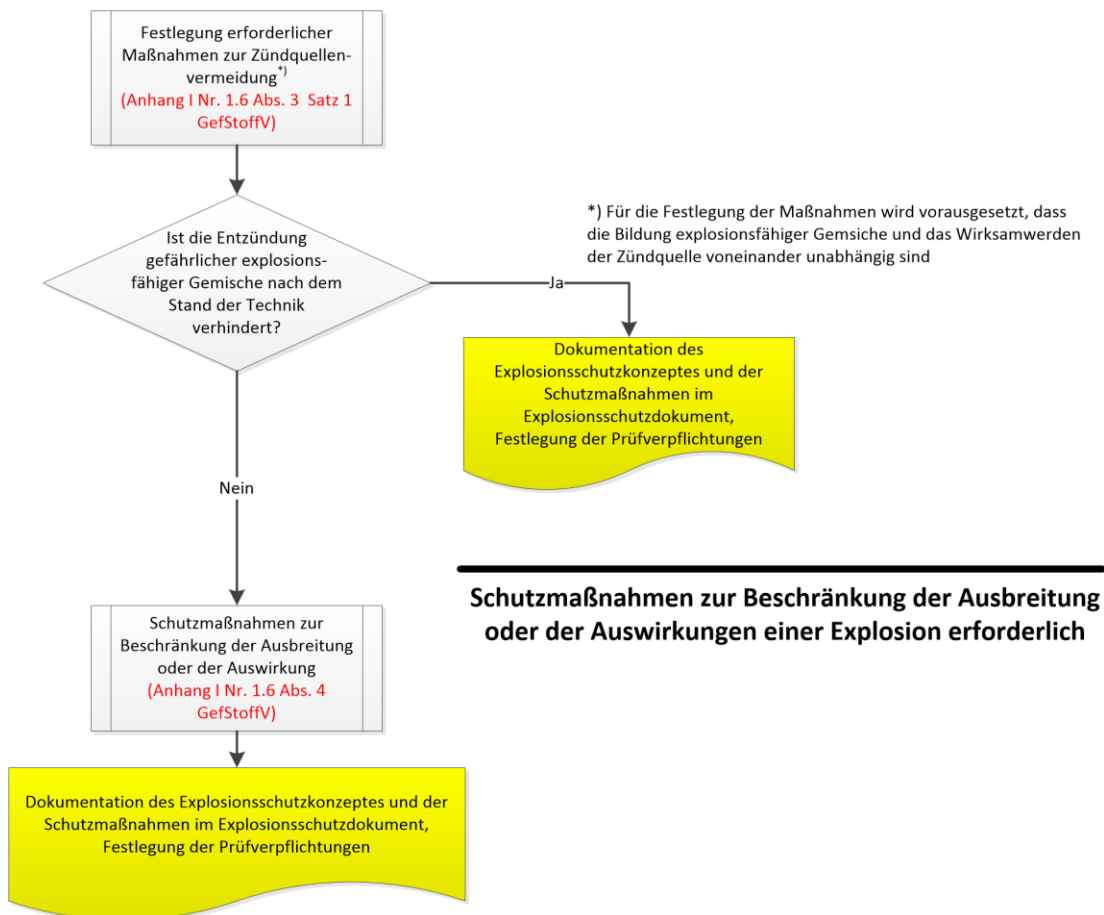 Festlegung erforderlicher
Maßnahmen zur Zündquellen-
vermeidung*)
(Anhang I Nr. 1.6 Abs. 3 Satz 1
GefStoffV)
Ist die Entzündung
gefährlicher explosions-
fähiger Gemische nach dem
Stand der Technik
verhindert?
*) Für die Festlegung der Maßnahmen wird vorausgesetzt, dass
die Bildung explosionsfähiger Gemsiche und das Wirksamwerden
der Zündquelle voneinander unabhängig sind
Ja
Dokumentation des
Explosionsschutzkonzeptes und der
Schutzmaßnahmen im
Explosionsschutzdokument,
Festlegung der Prüfverpflichtungen
Nein
Schutzmaßnahmen zur Beschränkung der Ausbreitung
oder der Auswirkungen einer Explosion erforderlich
Schutzmaßnahmen zur
Beschränkung der Ausbreitung
oder der Auswirkung
(Anhang I Nr. 1.6 Abs. 4
GefStoffV)
Dokumentation des Explosionsschutzkonzeptes und der
Schutzmaßnahmen im Explosionsschutzdokument,
Festlegung der Prüfverpflichtungen